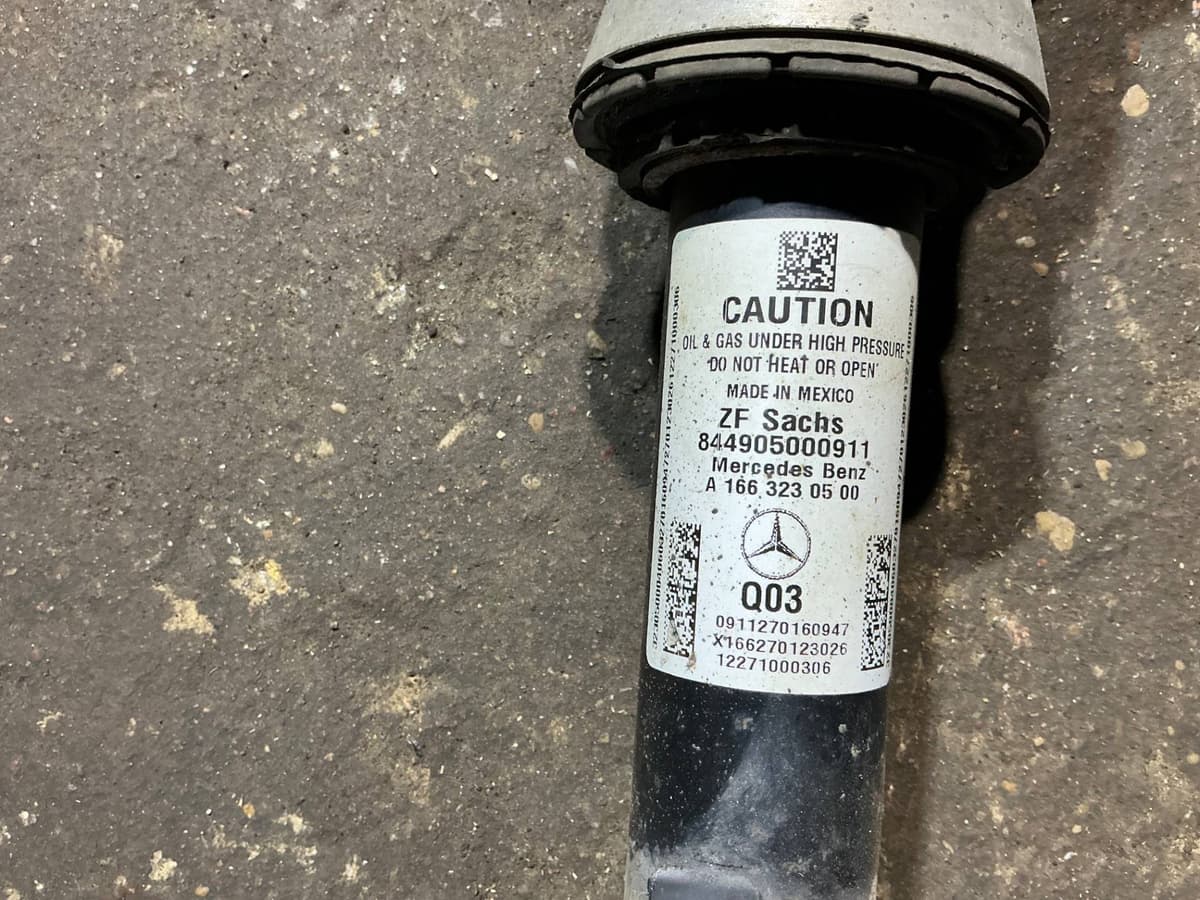 CAUTION
OIL & GAS UNDER HIGH PRESSURE
DO NOT HEAT OR OPEN
MADE IN MEXICO
ZF Sachs
844905000911
Mercedes Benz
A 166 323 05 00
Q03
0911270160947
X166270123026
12271000306